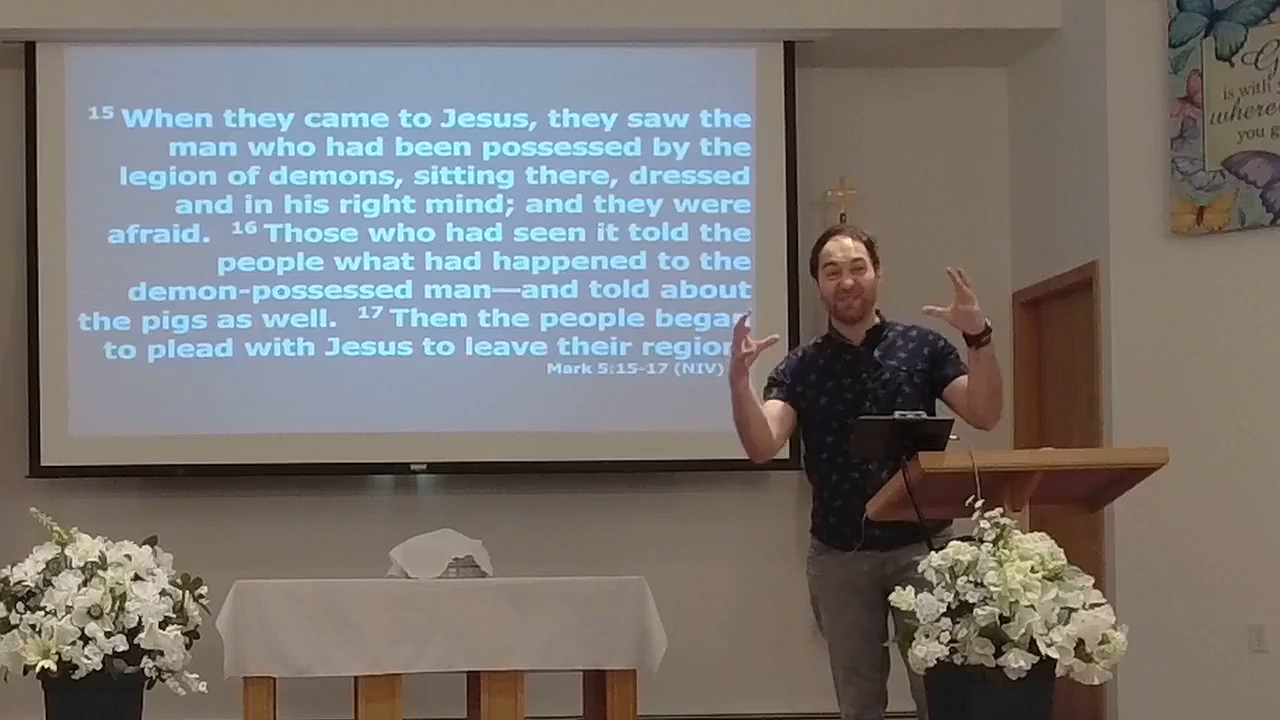 15 When they came to Jesus, they saw the
man who had been possessed by the
legion of demons, sitting there, dressed
and in his right mind; and they were
afraid. 16 Those who had seen it told the
people what had happened to the
demon-possessed man—and told about
the pigs as well. 17 Then the people began
to plead with Jesus to leave their region
Mark 5:15-17 (NIV)
is with
where
you g